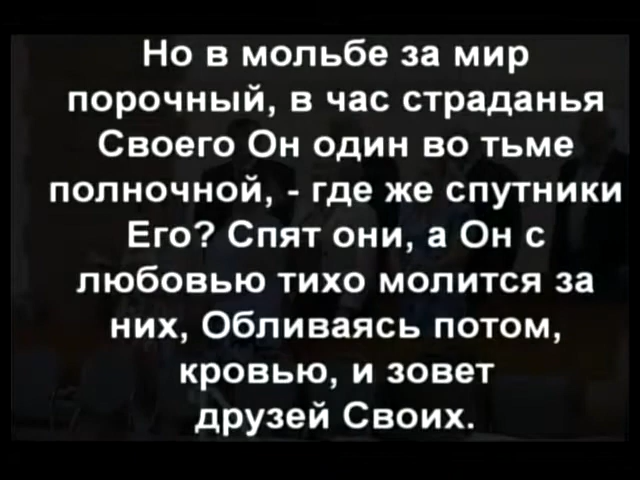 Но в мольбе за мир
порочный, в час страданья
Своего Он один во тьме
полночной, - где же спутники
Его? Спят они, а Он с
любовью тихо молится за
них, Обливаясь потом,
кровью, и зовет
друзей Своих.